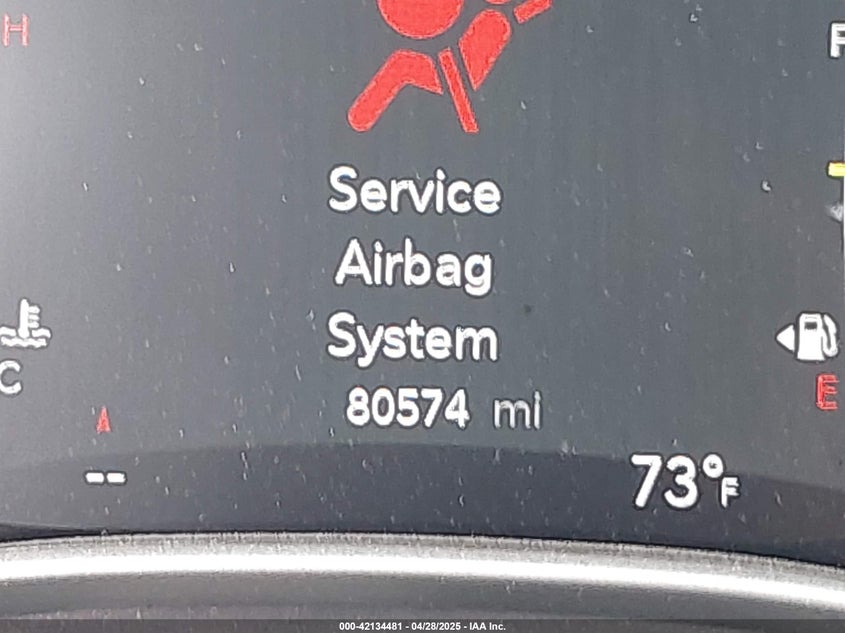 H
F
Service
Airbag
System
C
80574 mi
E
--
73°F
000-42134481 - 04/28/2025 - IAA Inc.